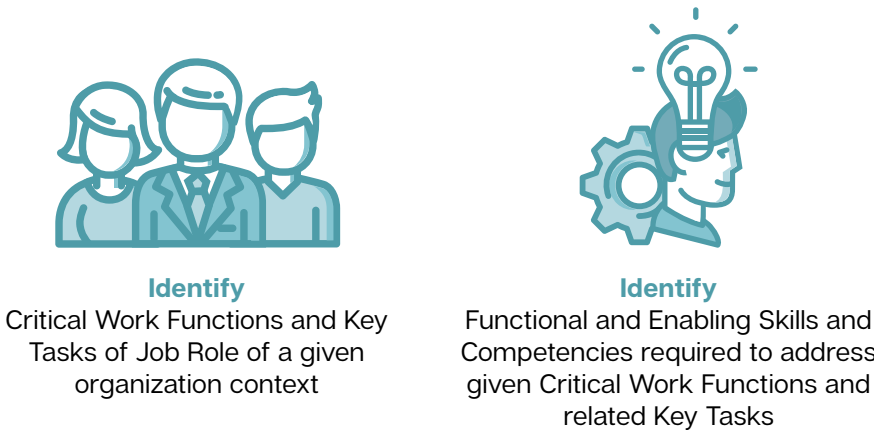 Identify
Critical Work Functions and Key
Tasks of Job Role of a given
organization context
Identify
Functional and Enabling Skills and
Competencies required to address
given Critical Work Functions and
related Key Tasks